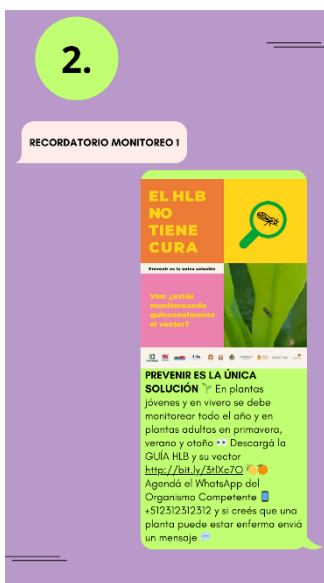 2.
RECORDATORIO MONITOREO 1
EL HLB
NO
TIENE
CURA
Prevenir es la única solución
Vos: ¿estás
monitoreando
quincenalmente
el vector?
PREVENIR ES LA ÚNICA
SOLUCIÓN 🌱 En plantas
jóvenes y en vivero se debe
monitorear todo el año y en
plantas adultas en primavera,
verano y otoño 👀 Descargá la
GUÍA HLB y su vector
http://bit.ly/3tlXc7O 🍋🍊
Agendá el WhatsApp del
Organismo Competente 📱
+512312312312 y si creés que una
planta puede estar enferma enviá
un mensaje 💬